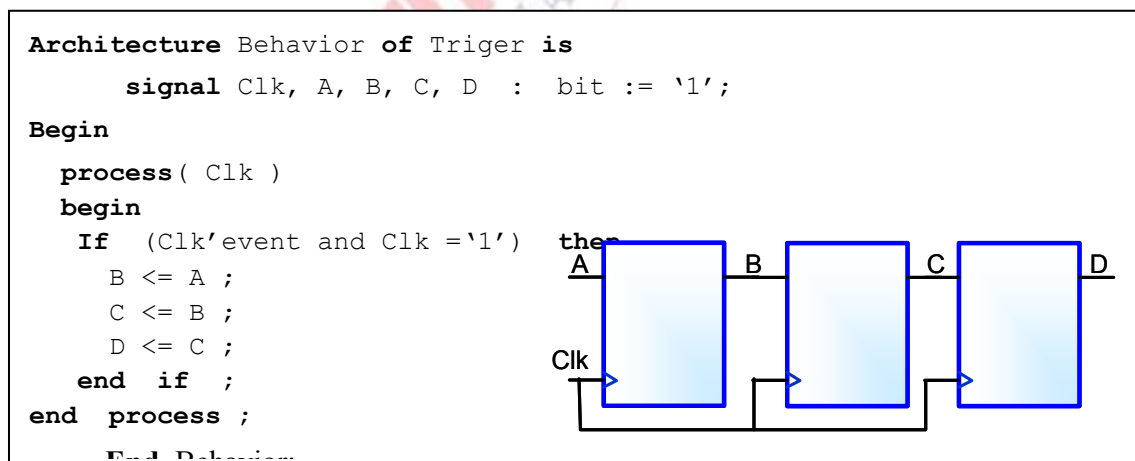 Architecture Behavior of Triger is
signal Clk, A, B, C, D : bit := ‘1’;
Begin
process( Clk )
begin
If (Clk’event and Clk =‘1’) then
B <= A ;
C <= B ;
D <= C ;
end if ;
end process ;
End Behavior;
A B C D
Clk